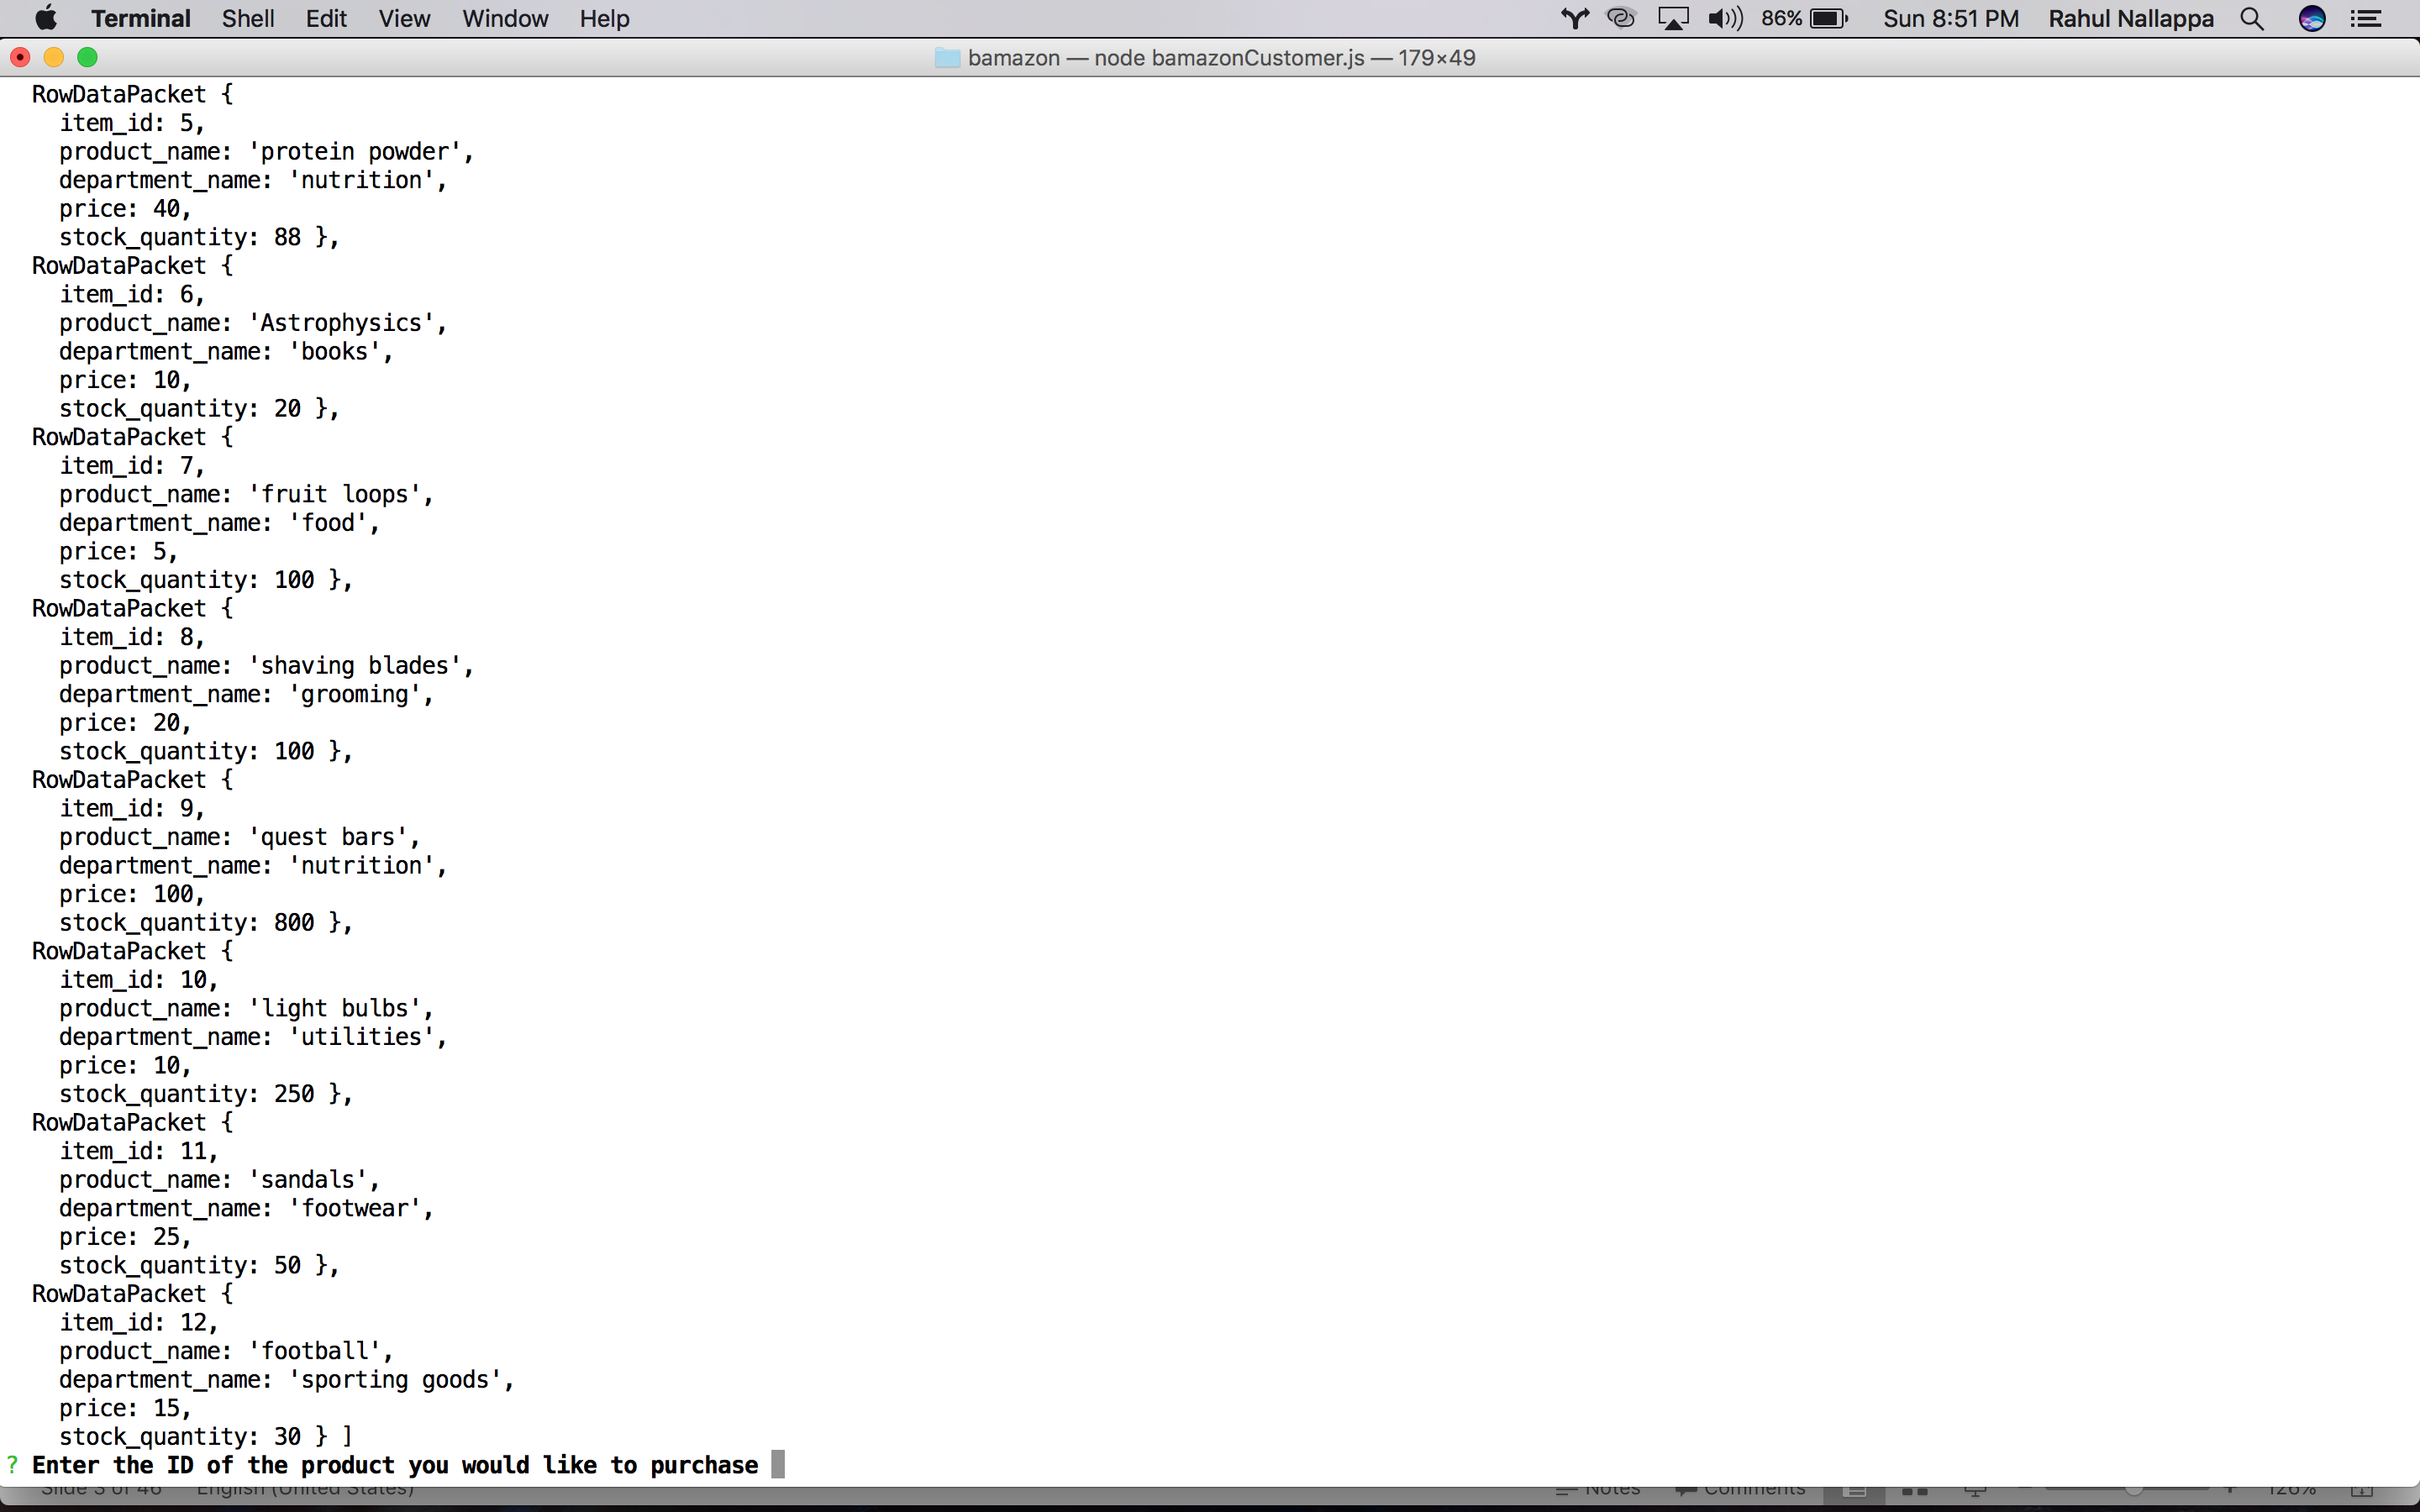 Terminal Shell Edit View Window Help 86% Sun 8:51 PM Rahul Nallappa
bamazon — node bamazonCustomer.js — 179×49
RowDataPacket {
item_id: 5,
product_name: 'protein powder',
department_name: 'nutrition',
price: 40,
stock_quantity: 88 },
RowDataPacket {
item_id: 6,
product_name: 'Astrophysics',
department_name: 'books',
price: 10,
stock_quantity: 20 },
RowDataPacket {
item_id: 7,
product_name: 'fruit loops',
department_name: 'food',
price: 5,
stock_quantity: 100 },
RowDataPacket {
item_id: 8,
product_name: 'shaving blades',
department_name: 'grooming',
price: 20,
stock_quantity: 100 },
RowDataPacket {
item_id: 9,
product_name: 'quest bars',
department_name: 'nutrition',
price: 100,
stock_quantity: 800 },
RowDataPacket {
item_id: 10,
product_name: 'light bulbs',
department_name: 'utilities',
price: 10,
stock_quantity: 250 },
RowDataPacket {
item_id: 11,
product_name: 'sandals',
department_name: 'footwear',
price: 25,
stock_quantity: 50 },
RowDataPacket {
item_id: 12,
product_name: 'football',
department_name: 'sporting goods',
price: 15,
stock_quantity: 30 } ]
? Enter the ID of the product you would like to purchase
Slide 3 of 46 English (United States) Notes Comments 126%